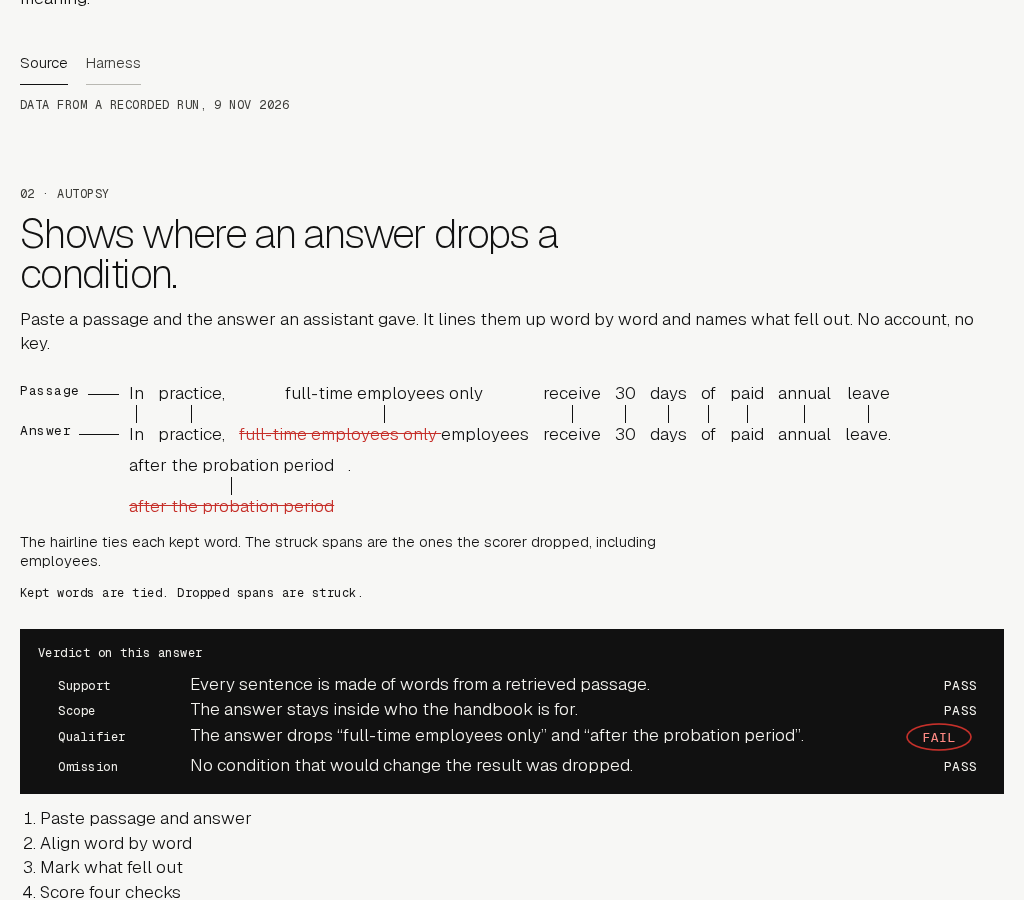 meaning.
Source Harness
DATA FROM A RECORDED RUN, 9 NOV 2026
02 · AUTOPSY
Shows where an answer drops a
condition.
Paste a passage and the answer an assistant gave. It lines them up word by word and names what fell out. No account, no
key.
Passage In practice, full-time employees only receive 30 days of paid annual leave
Answer In practice, full-time employees only employees receive 30 days of paid annual leave.
after the probation period .
after the probation period
The hairline ties each kept word. The struck spans are the ones the scorer dropped, including
employees.
Kept words are tied. Dropped spans are struck.
Verdict on this answer
Support Every sentence is made of words from a retrieved passage. PASS
Scope The answer stays inside who the handbook is for. PASS
Qualifier The answer drops “full-time employees only” and “after the probation period”. FAIL
Omission No condition that would change the result was dropped. PASS
1. Paste passage and answer
2. Align word by word
3. Mark what fell out
4. Score four checks